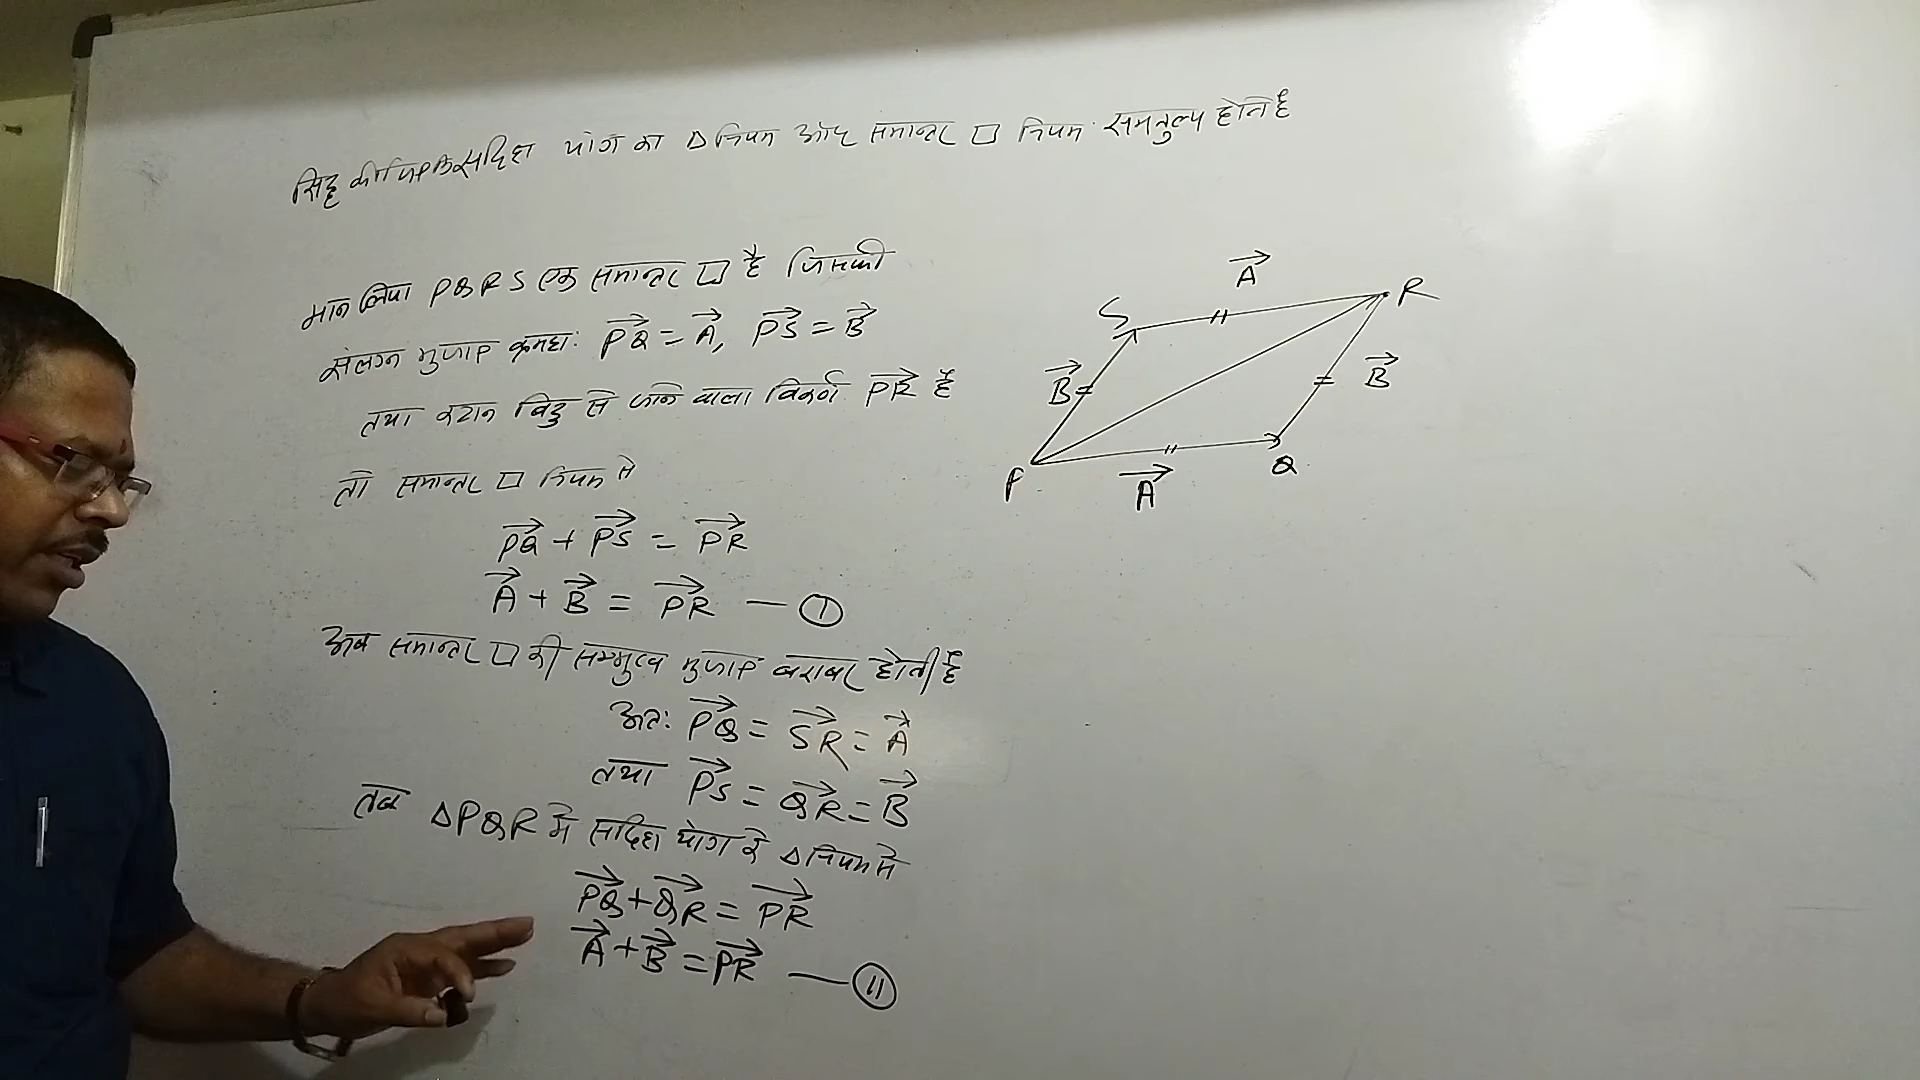 सिद्ध कीजिए कि सदिश योग का △ नियम और समान्तर □ नियम समतुल्य होते है
मान लिया PQRS एक समान्तर □ है जिसकी
संलग्न भुजाए क्रमशः PQ⃗ = A⃗, PS⃗ = B⃗
तथा कटान बिंदु से जाने वाला विकर्ण PR⃗ है
तो समान्तर □ नियम से
PQ⃗ + PS⃗ = PR⃗
A⃗ + B⃗ = PR⃗ — (I)
अब समान्तर □ की सम्मुख भुजाए बराबर होती है
अतः PQ⃗ = SR⃗ = A⃗
तथा PS⃗ = QR⃗ = B⃗
तब △PQR मे सदिश योग के △ नियम से
PQ⃗ + QR⃗ = PR⃗
A⃗ + B⃗ = PR⃗ — (II)
A⃗
S R
B⃗ B⃗
P Q
A⃗